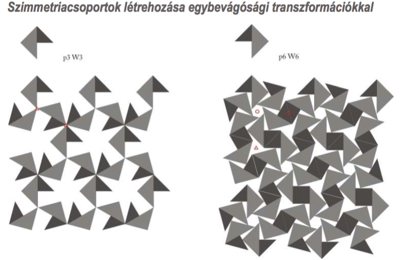 Szimmetriacsoportok létrehozása egybevágósági transzformációkkal
p3 W3
p6 W6